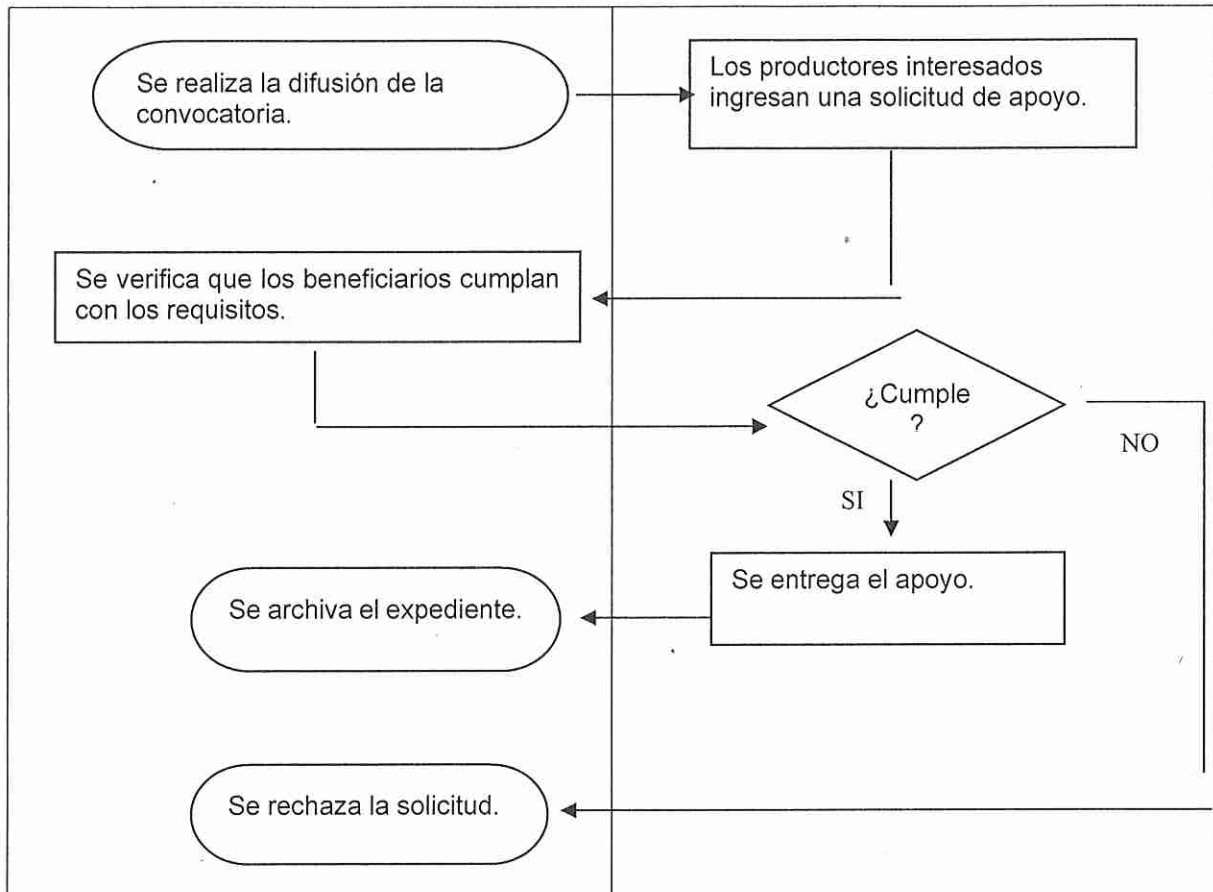 Se realiza la difusión de la
convocatoria.
Los productores interesados
ingresan una solicitud de apoyo.
Se verifica que los beneficiarios cumplan
con los requisitos.
¿Cumple
?
NO
SI
Se entrega el apoyo.
Se archiva el expediente.
Se rechaza la solicitud.